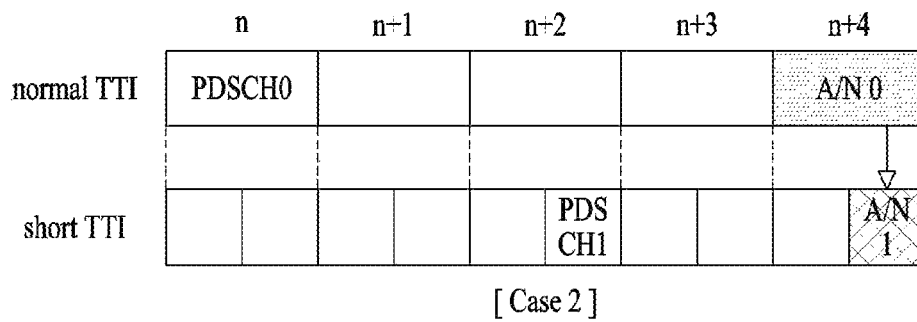 n n+1 n+2 n+3 n+4
normal TTI PDSCH0 A/N 0
short TTI PDS CH1 A/N 1
[ Case 2 ]